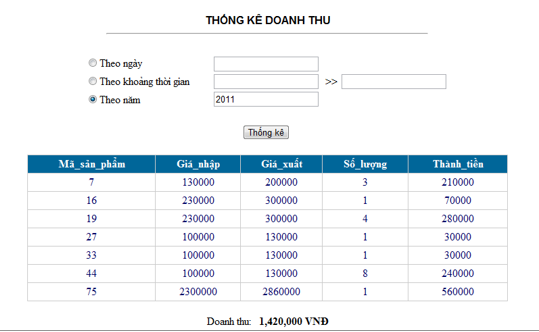 THỐNG KÊ DOANH THU
Theo ngày
Theo khoảng thời gian >>
Theo năm 2011
Thống kê
Mã_sản_phẩm Giá_nhập Giá_xuất Số_lượng Thành_tiền
7 130000 200000 3 210000
16 230000 300000 1 70000
19 230000 300000 4 280000
27 100000 130000 1 30000
33 100000 130000 1 30000
44 100000 130000 8 240000
75 2300000 2860000 1 560000
Doanh thu: 1,420,000 VNĐ